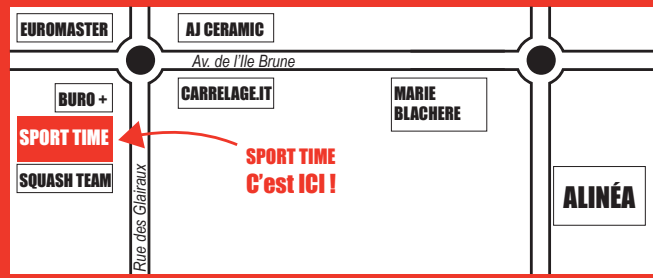 EUROMASTER
AJ CERAMIC
Av. de l'Ile Brune
BURO +
CARRELAGE.IT
MARIE
BLACHERE
SPORT TIME
SPORT TIME
C'est ICI !
SQUASH TEAM
Rue des Glairaux
ALINÉA